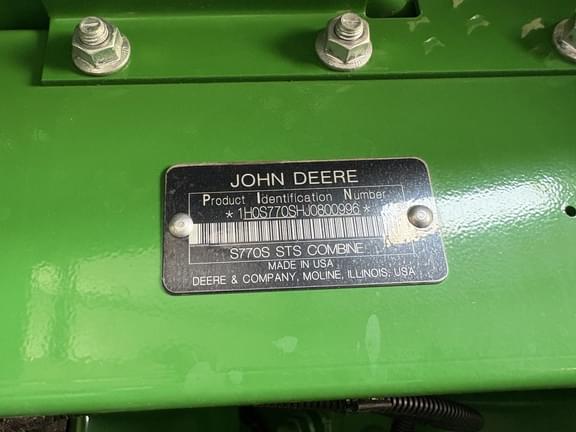 JOHN DEERE
Product Identification Number
*1H0S770SHJ0800996*
S770S STS COMBINE
MADE IN USA
DEERE & COMPANY, MOLINE, ILLINOIS, USA